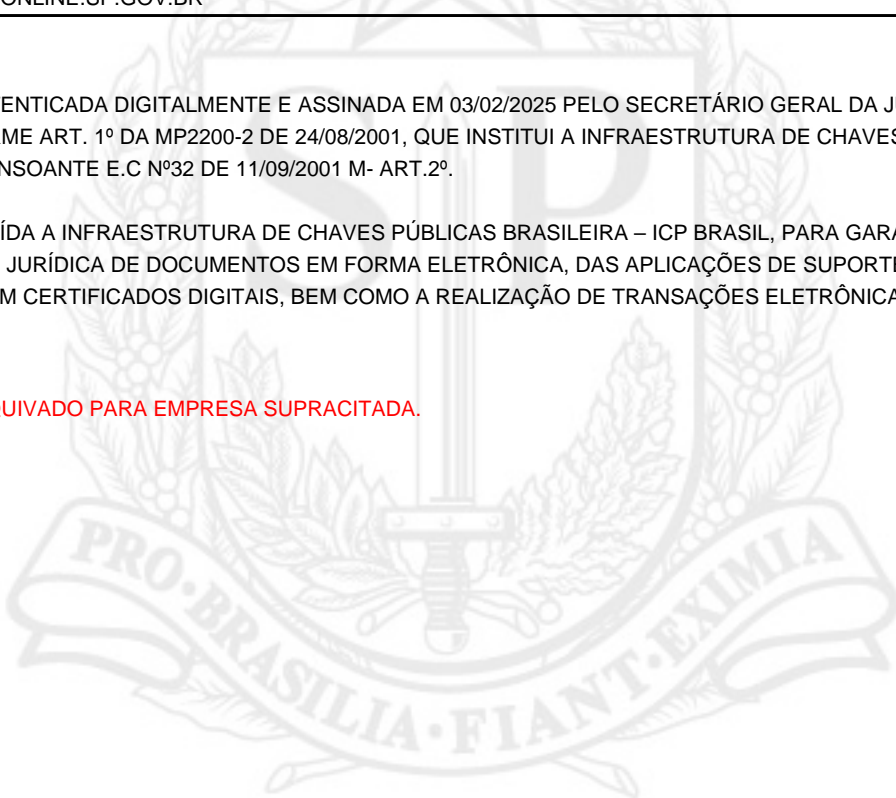 ONLINE.SP.GOV.BR
ENTICADA DIGITALMENTE E ASSINADA EM 03/02/2025 PELO SECRETÁRIO GERAL DA J
ME ART. 1º DA MP2200-2 DE 24/08/2001, QUE INSTITUI A INFRAESTRUTURA DE CHAVES
NSOANTE E.C Nº32 DE 11/09/2001 M- ART.2º.
ÍDA A INFRAESTRUTURA DE CHAVES PÚBLICAS BRASILEIRA – ICP BRASIL, PARA GARA
JURÍDICA DE DOCUMENTOS EM FORMA ELETRÔNICA, DAS APLICAÇÕES DE SUPORTE
M CERTIFICADOS DIGITAIS, BEM COMO A REALIZAÇÃO DE TRANSAÇÕES ELETRÔNICA
UIVADO PARA EMPRESA SUPRACITADA.
SP
PRO·BRASILIA·FIANT·EXIMIA